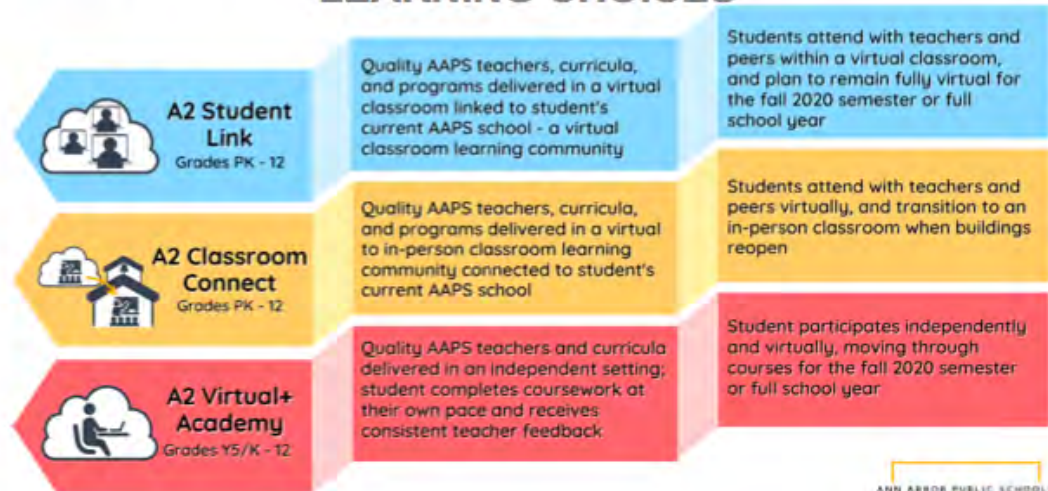 LEARNING CHOICES
A2 Student
Link
Grades PK - 12
Quality AAPS teachers, curricula,
and programs delivered in a virtual
classroom linked to student's
current AAPS school - a virtual
classroom learning community
Students attend with teachers and
peers within a virtual classroom,
and plan to remain fully virtual for
the fall 2020 semester or full
school year
A2 Classroom
Connect
Grades PK - 12
Quality AAPS teachers, curricula,
and programs delivered in a virtual
to in-person classroom learning
community connected to student's
current AAPS school
Students attend with teachers and
peers virtually, and transition to an
in-person classroom when buildings
reopen
A2 Virtual+
Academy
Grades Y5/K - 12
Quality AAPS teachers and curricula
delivered in an independent setting;
student completes coursework at
their own pace and receives
consistent teacher feedback
Student participates independently
and virtually, moving through
courses for the fall 2020 semester
or full school year
ANN ARBOR PUBLIC SCHOOL